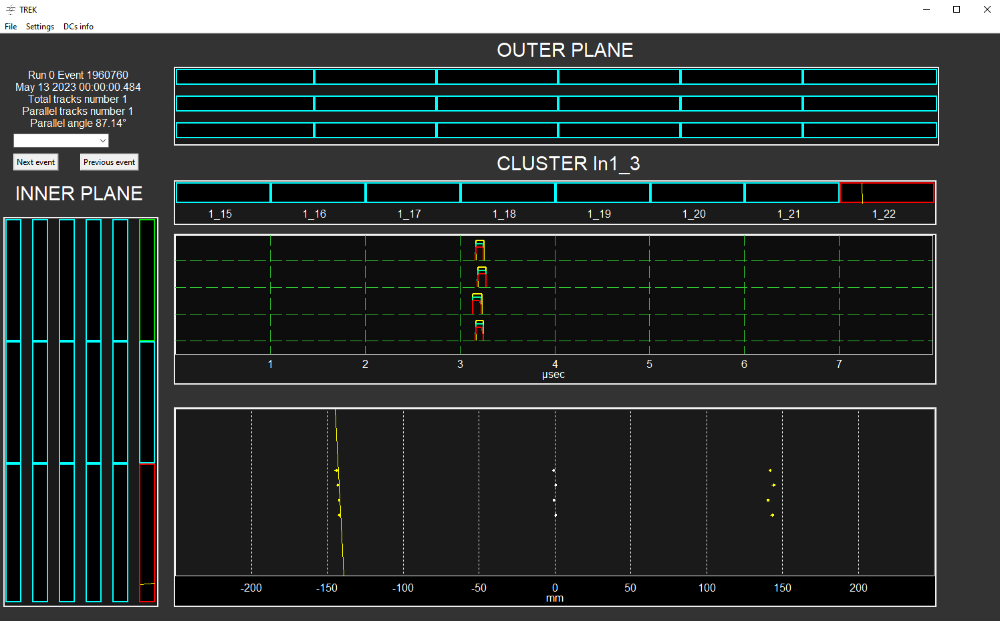 TREK
File Settings DCs info
OUTER PLANE
Run 0 Event 1960760
May 13 2023 00:00:00.484
Total tracks number 1
Parallel tracks number 1
Parallel angle 87.14°
Next event Previous event
CLUSTER In1_3
INNER PLANE
1_15 1_16 1_17 1_18 1_19 1_20 1_21 1_22
1 2 3 4 5 6 7
µsec
-200 -150 -100 -50 0 50 100 150 200
mm